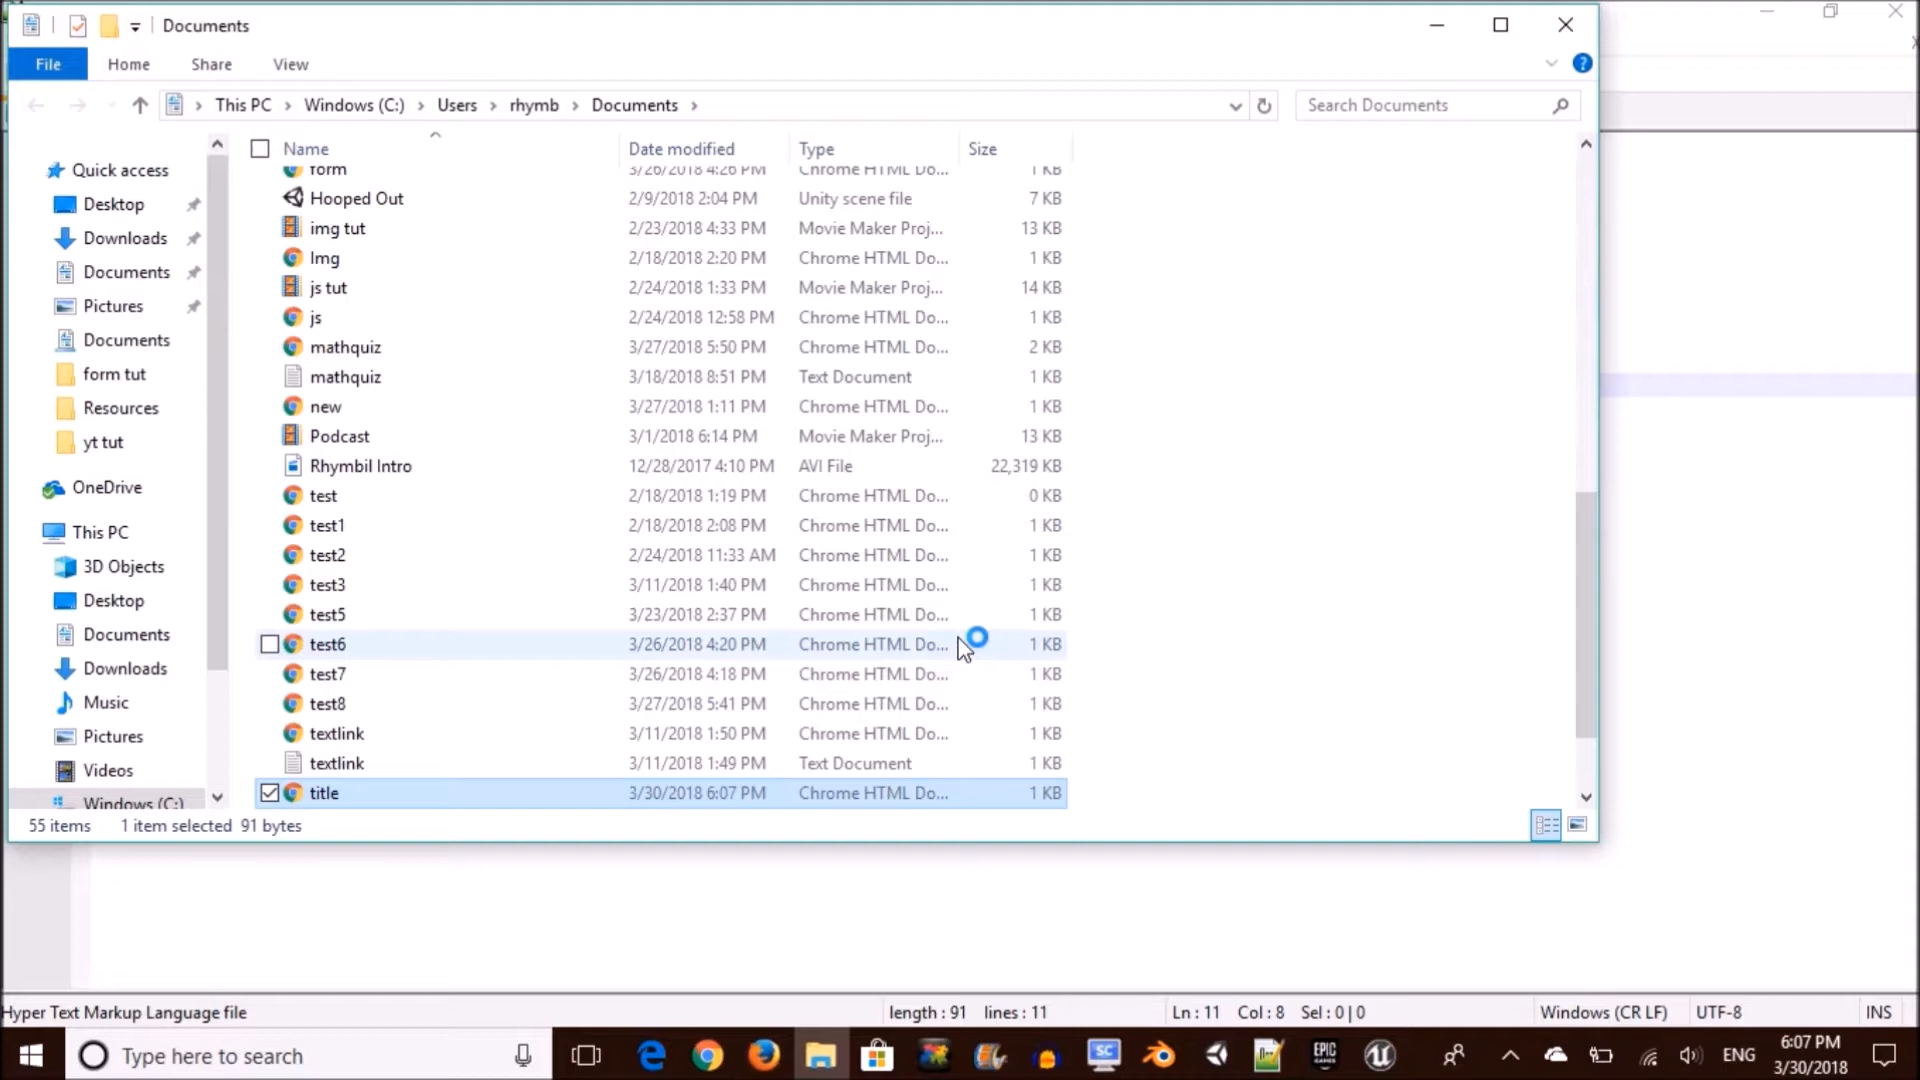 Documents
File Home Share View
This PC Windows (C:) Users rhymb Documents
Search Documents
Name Date modified Type Size
Quick access
Desktop
Downloads
Documents
Pictures
Documents
form tut
Resources
yt tut
OneDrive
This PC
3D Objects
Desktop
Documents
Downloads
Music
Pictures
Videos
Windows (C:)
form 3/26/2018 4:26 PM Chrome HTML Do... 1 KB
Hooped Out 2/9/2018 2:04 PM Unity scene file 7 KB
img tut 2/23/2018 4:33 PM Movie Maker Proj... 13 KB
Img 2/18/2018 2:20 PM Chrome HTML Do... 1 KB
js tut 2/24/2018 1:33 PM Movie Maker Proj... 14 KB
js 2/24/2018 12:58 PM Chrome HTML Do... 1 KB
mathquiz 3/27/2018 5:50 PM Chrome HTML Do... 2 KB
mathquiz 3/18/2018 8:51 PM Text Document 1 KB
new 3/27/2018 1:11 PM Chrome HTML Do... 1 KB
Podcast 3/1/2018 6:14 PM Movie Maker Proj... 13 KB
Rhymbil Intro 12/28/2017 4:10 PM AVI File 22,319 KB
test 2/18/2018 1:19 PM Chrome HTML Do... 0 KB
test1 2/18/2018 2:08 PM Chrome HTML Do... 1 KB
test2 2/24/2018 11:33 AM Chrome HTML Do... 1 KB
test3 3/11/2018 1:40 PM Chrome HTML Do... 1 KB
test5 3/23/2018 2:37 PM Chrome HTML Do... 1 KB
test6 3/26/2018 4:20 PM Chrome HTML Do... 1 KB
test7 3/26/2018 4:18 PM Chrome HTML Do... 1 KB
test8 3/27/2018 5:41 PM Chrome HTML Do... 1 KB
textlink 3/11/2018 1:50 PM Chrome HTML Do... 1 KB
textlink 3/11/2018 1:49 PM Text Document 1 KB
title 3/30/2018 6:07 PM Chrome HTML Do... 1 KB
55 items 1 item selected 91 bytes
Hyper Text Markup Language file length : 91 lines : 11 Ln : 11 Col : 8 Sel : 0 | 0 Windows (CR LF) UTF-8 INS
Type here to search
SC
EPIC
GAMES
ENG
6:07 PM
3/30/2018